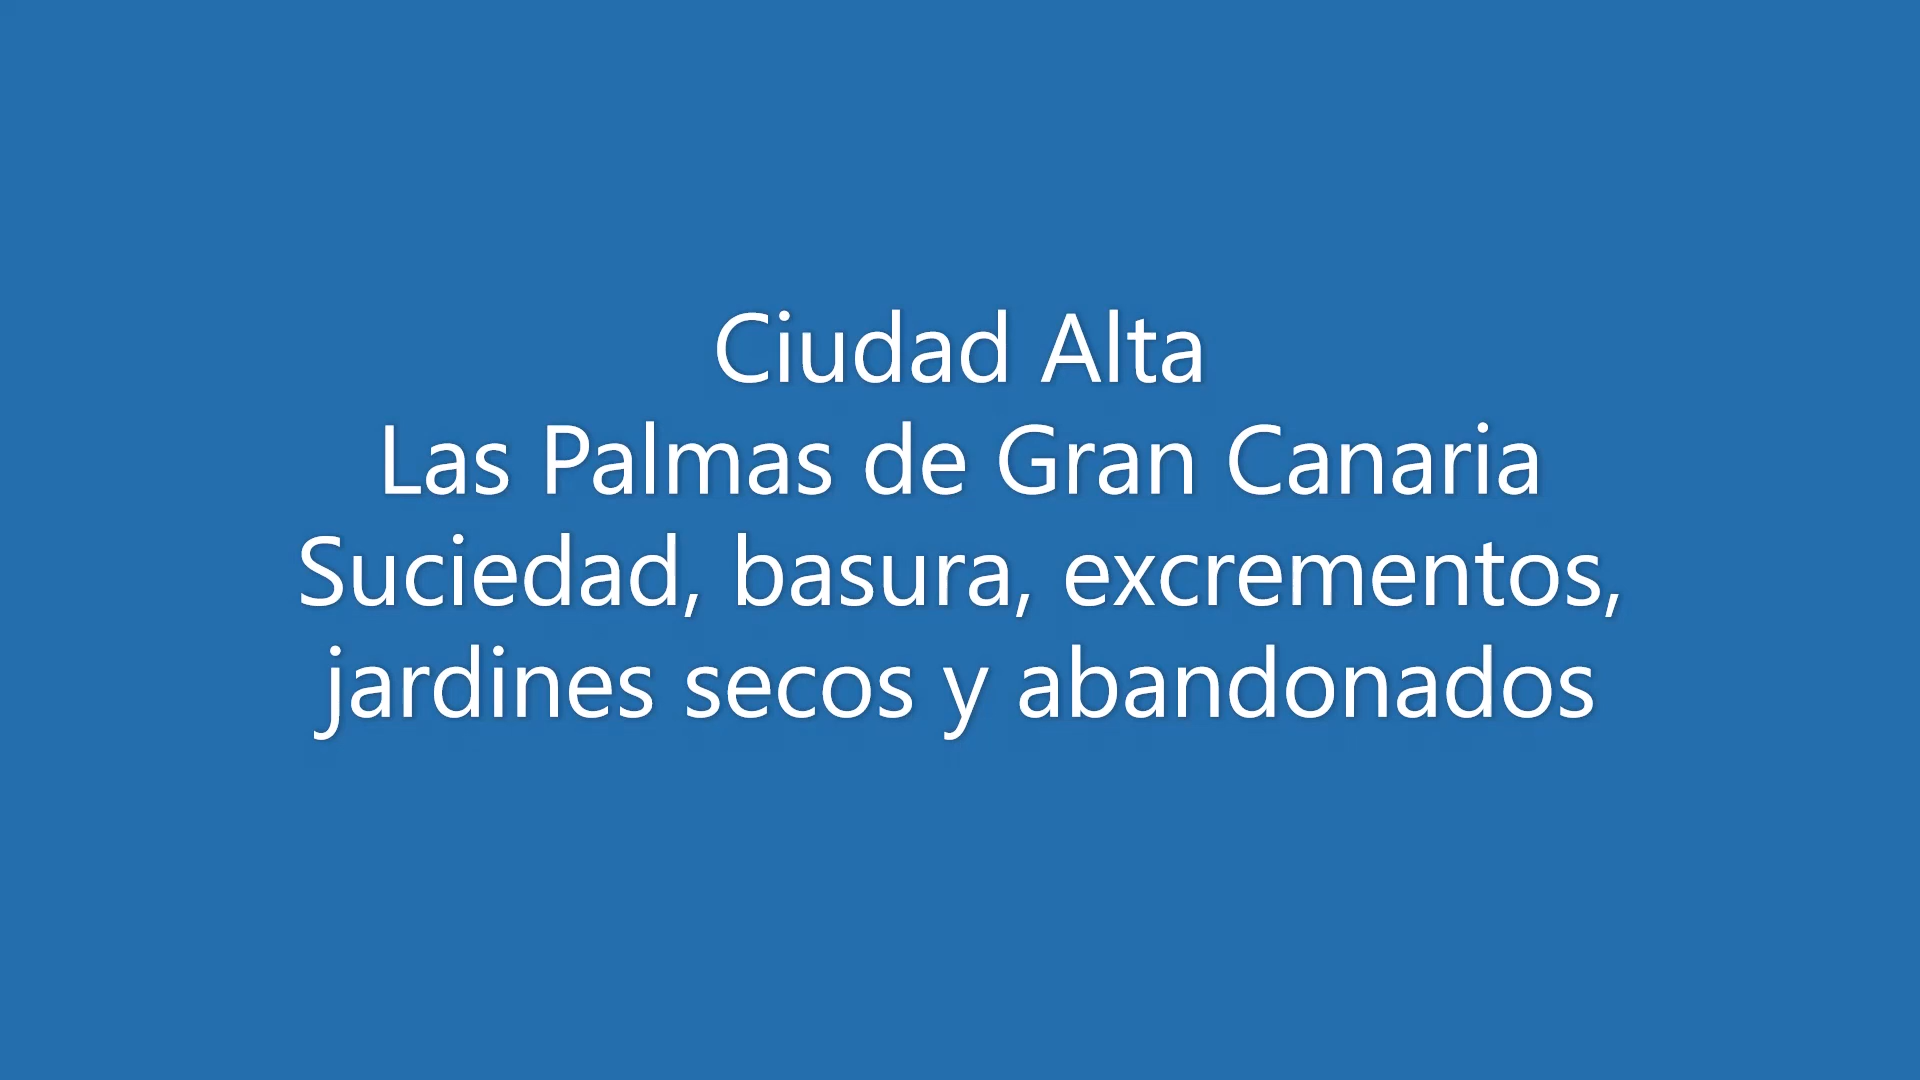 Ciudad Alta
Las Palmas de Gran Canaria
Suciedad, basura, excrementos,
jardines secos y abandonados